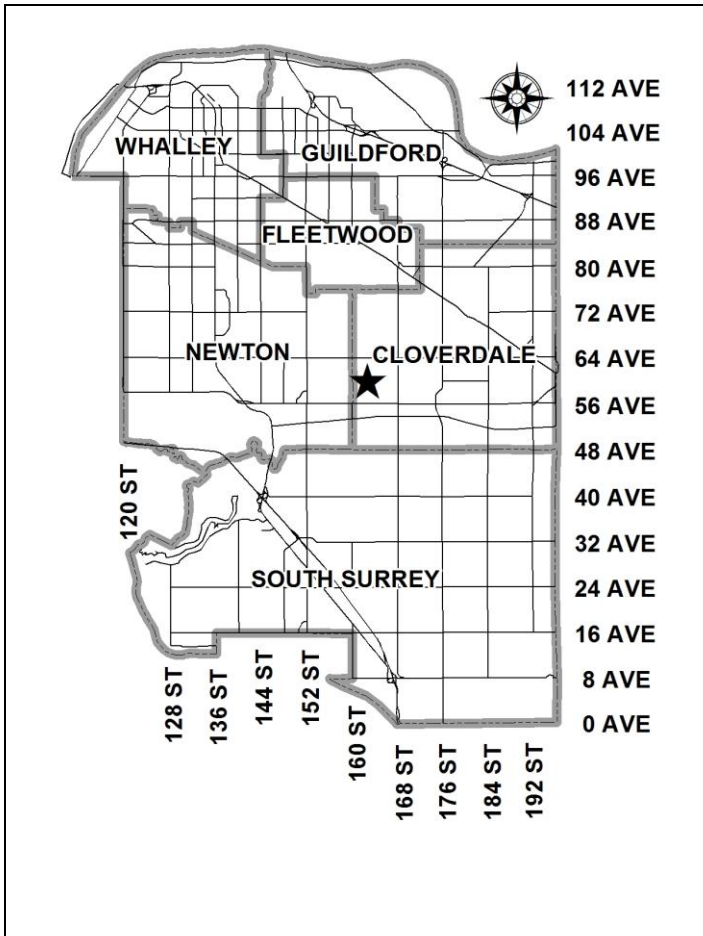 112 AVE
104 AVE
WHALLEY
GUILDFORD
96 AVE
88 AVE
FLEETWOOD
80 AVE
72 AVE
NEWTON
CLOVERDALE
64 AVE
56 AVE
48 AVE
120 ST
40 AVE
32 AVE
SOUTH SURREY
24 AVE
16 AVE
8 AVE
0 AVE
128 ST
136 ST
144 ST
152 ST
160 ST
168 ST
176 ST
184 ST
192 ST